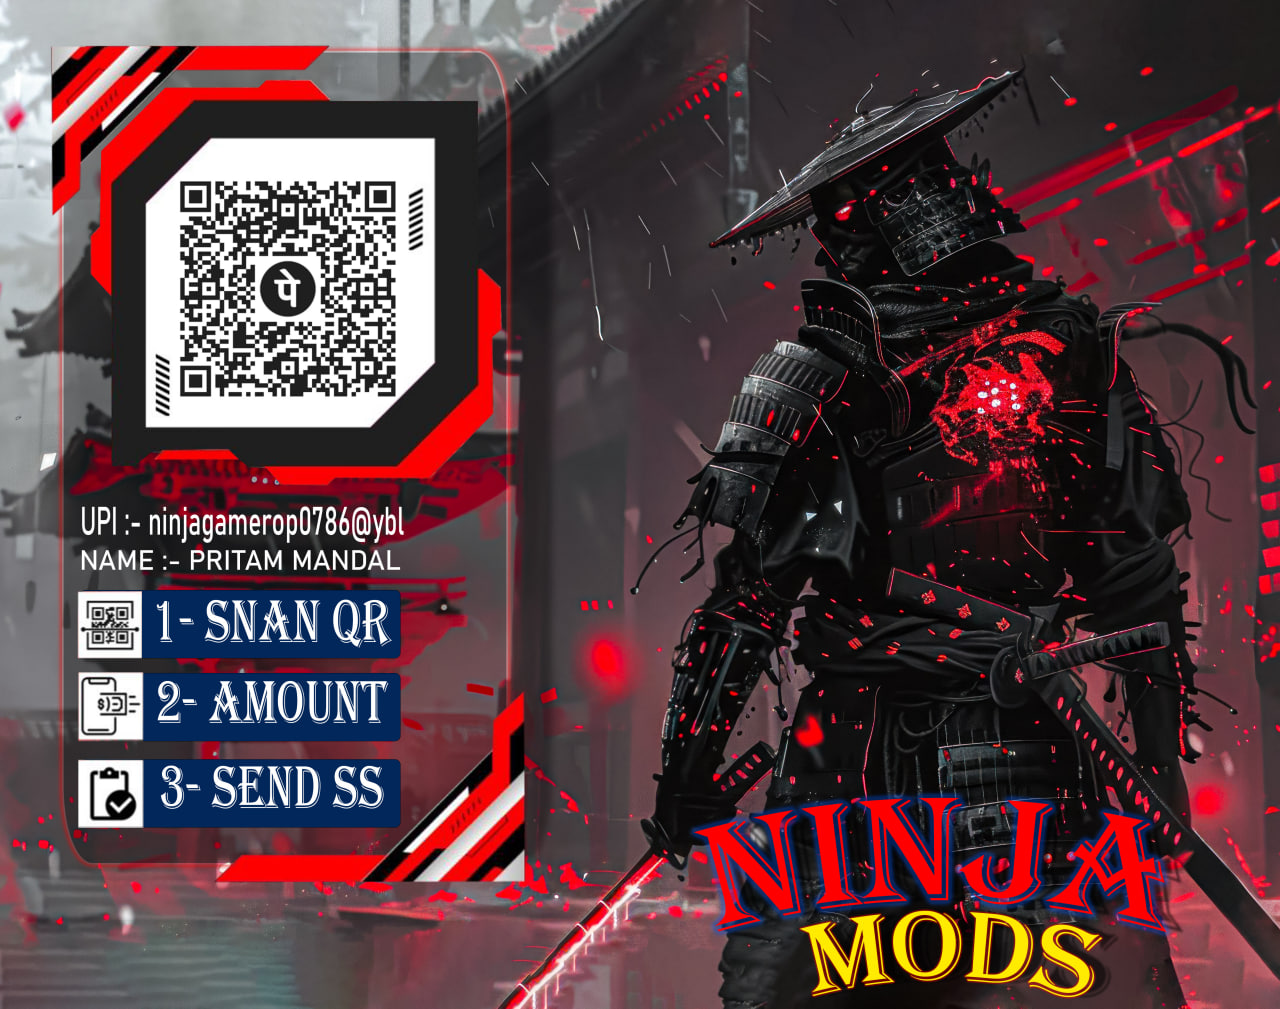 पे
UPI :- ninjagamerop0786@ybl
NAME :- PRITAM MANDAL
1- SNAN QR
2- AMOUNT
3- SEND SS
NINJA
MODS